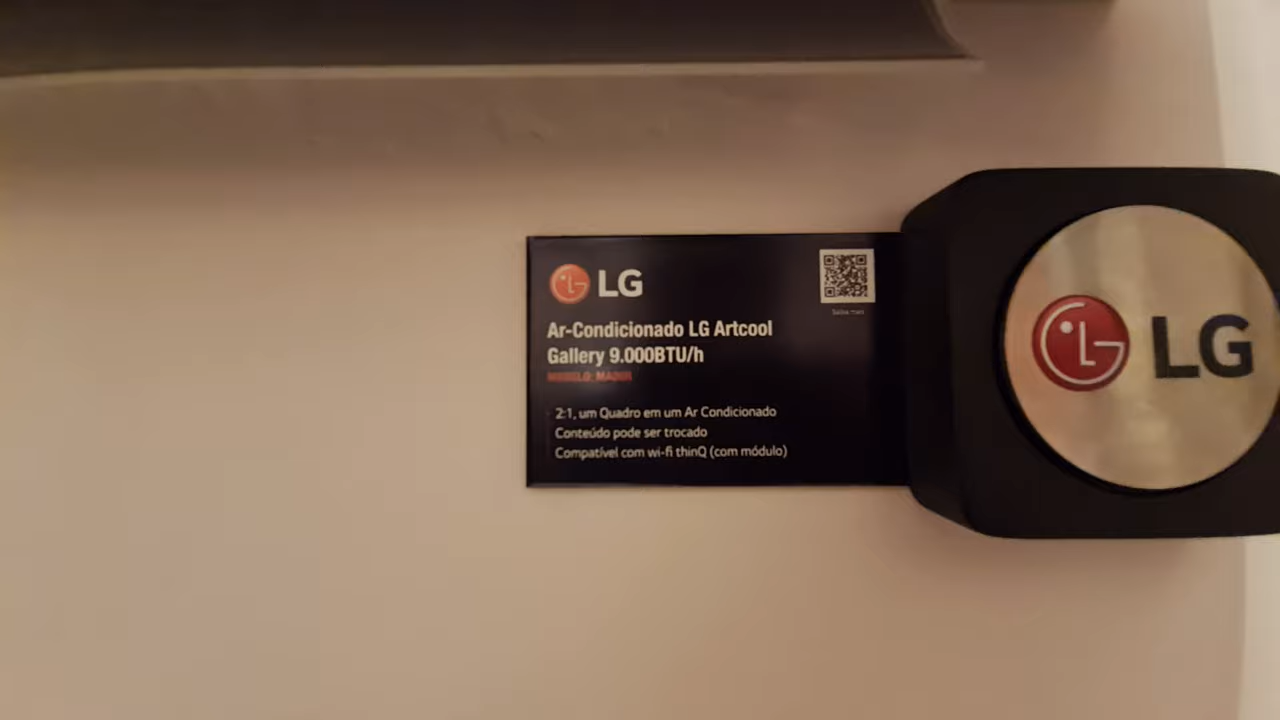 LG
Ar-Condicionado LG Artcool
Gallery 9.000BTU/h
2:1, um Quadro em um Ar Condicionado
Conteúdo pode ser trocado
Compatível com wi-fi thinQ (com módulo)
LG